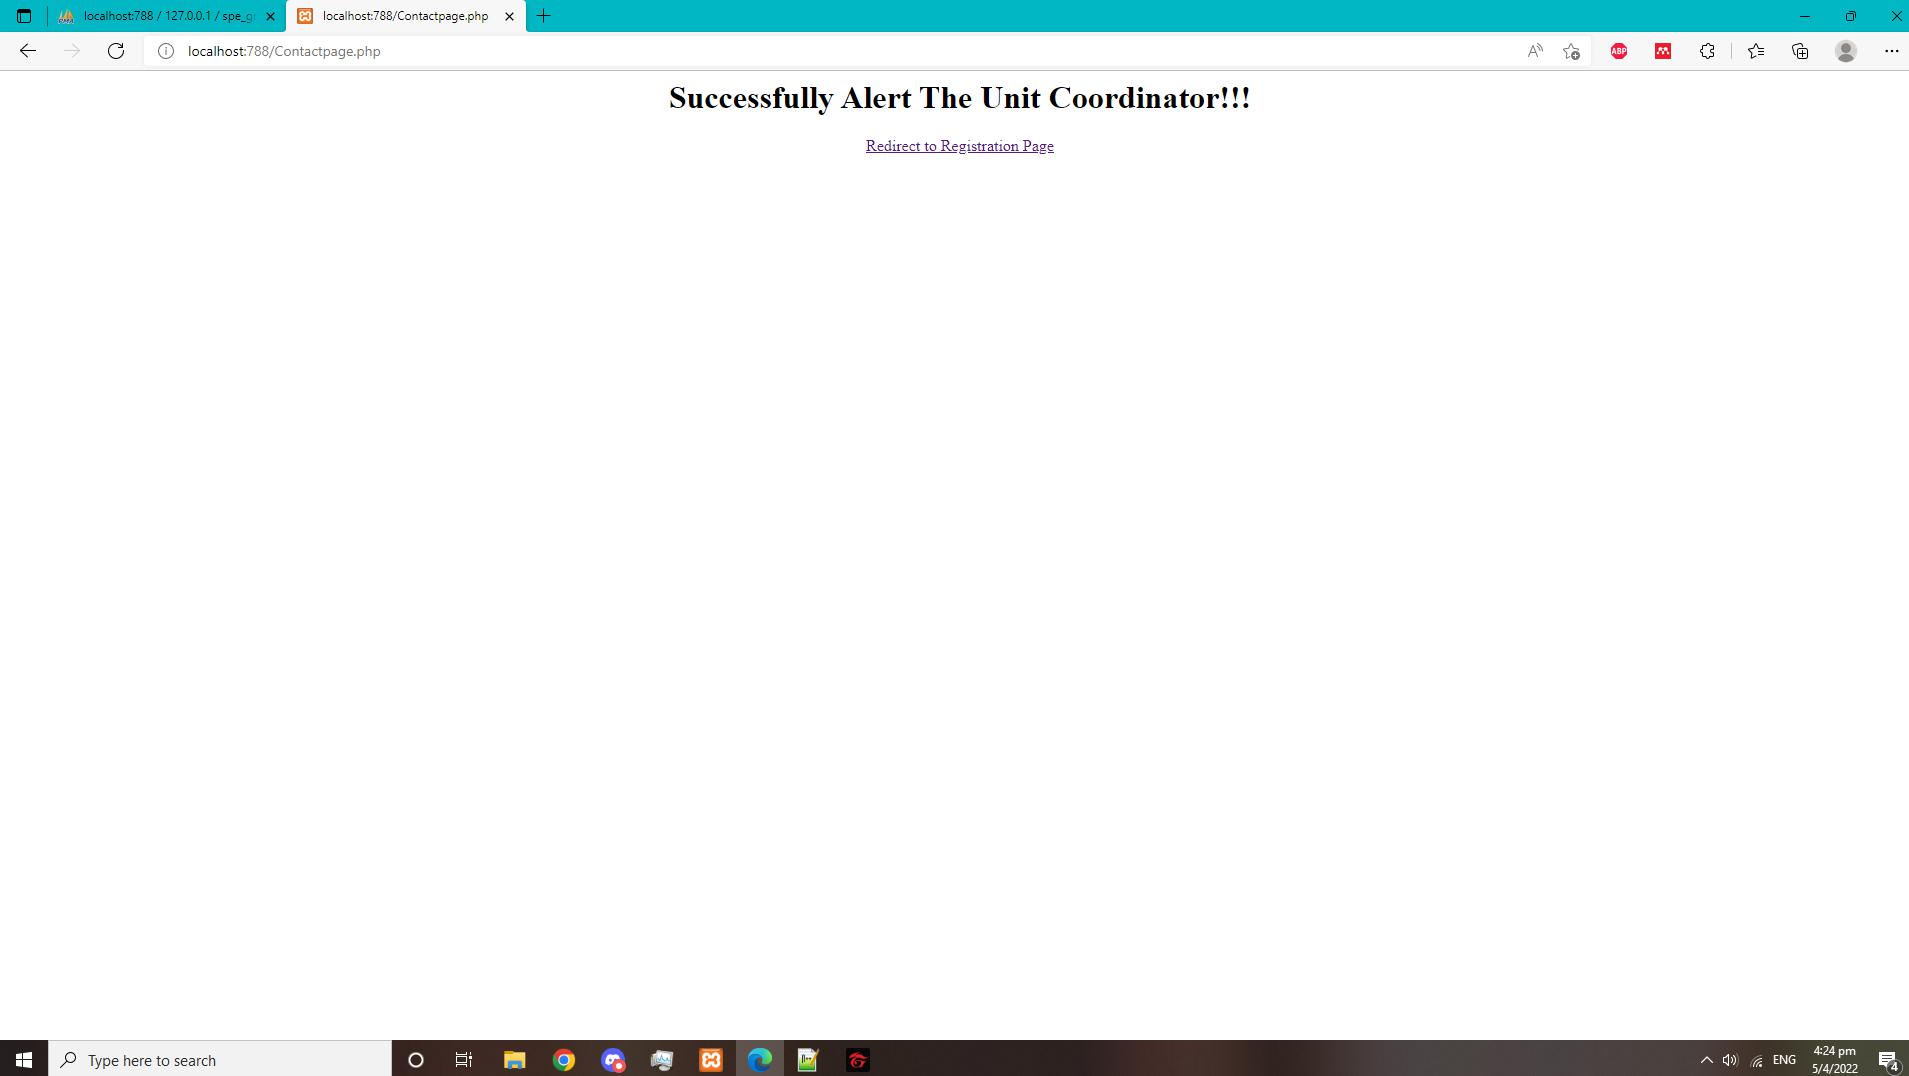 localhost:788 / 127.0.0.1 / spe_gr
localhost:788/Contactpage.php
localhost:788/Contactpage.php
ABP
Successfully Alert The Unit Coordinator!!!
Redirect to Registration Page
Type here to search
ENG
4:24 pm
5/4/2022
4